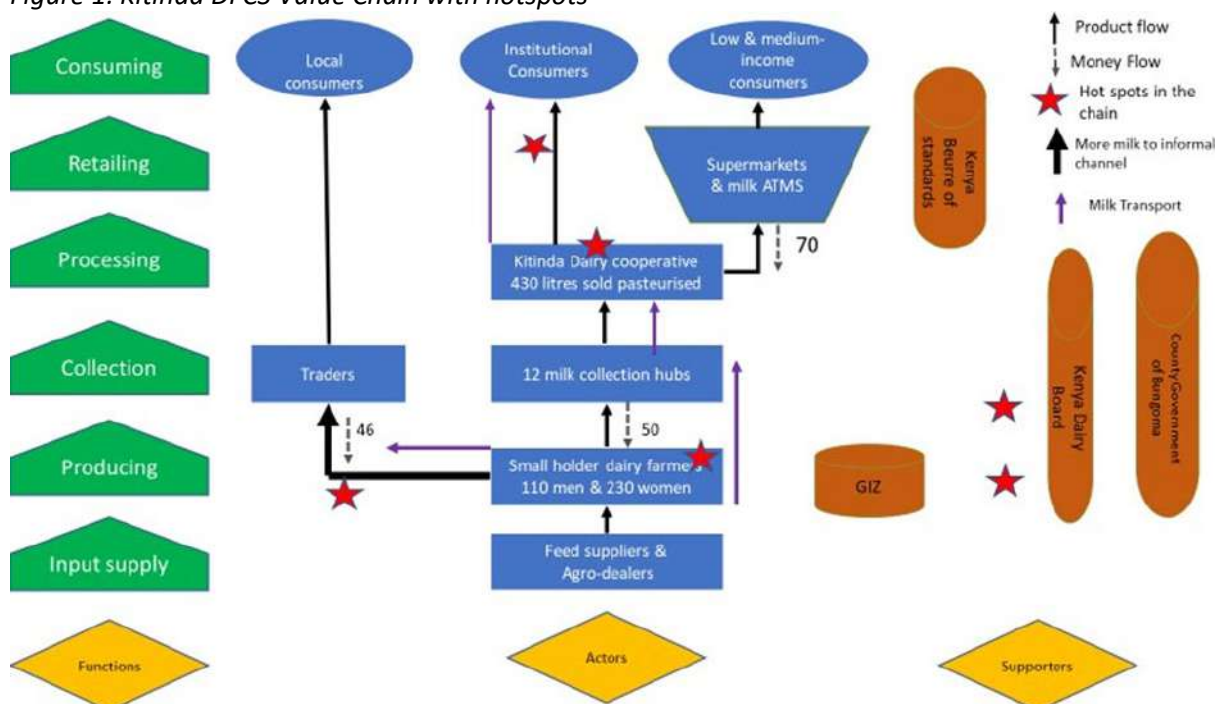 Figure 1: Kitinda DFCS Value Chain with hotspots
Consuming
Retailing
Processing
Collection
Producing
Input supply
Functions
Local
consumers
Institutional
Consumers
Low & medium-
income
consumers
Supermarkets
& milk ATMS
70
Kitinda Dairy cooperative
430 litres sold pasteurised
Traders
12 milk collection hubs
46
50
Small holder dairy farmers
110 men & 230 women
Feed suppliers &
Agro-dealers
Actors
Kenya
Beurre of
standards
GIZ
Kenya Dairy
Board
County Government
of Bungoma
Supporters
Product flow
Money Flow
Hot spots in the
chain
More milk to informal
channel
Milk Transport